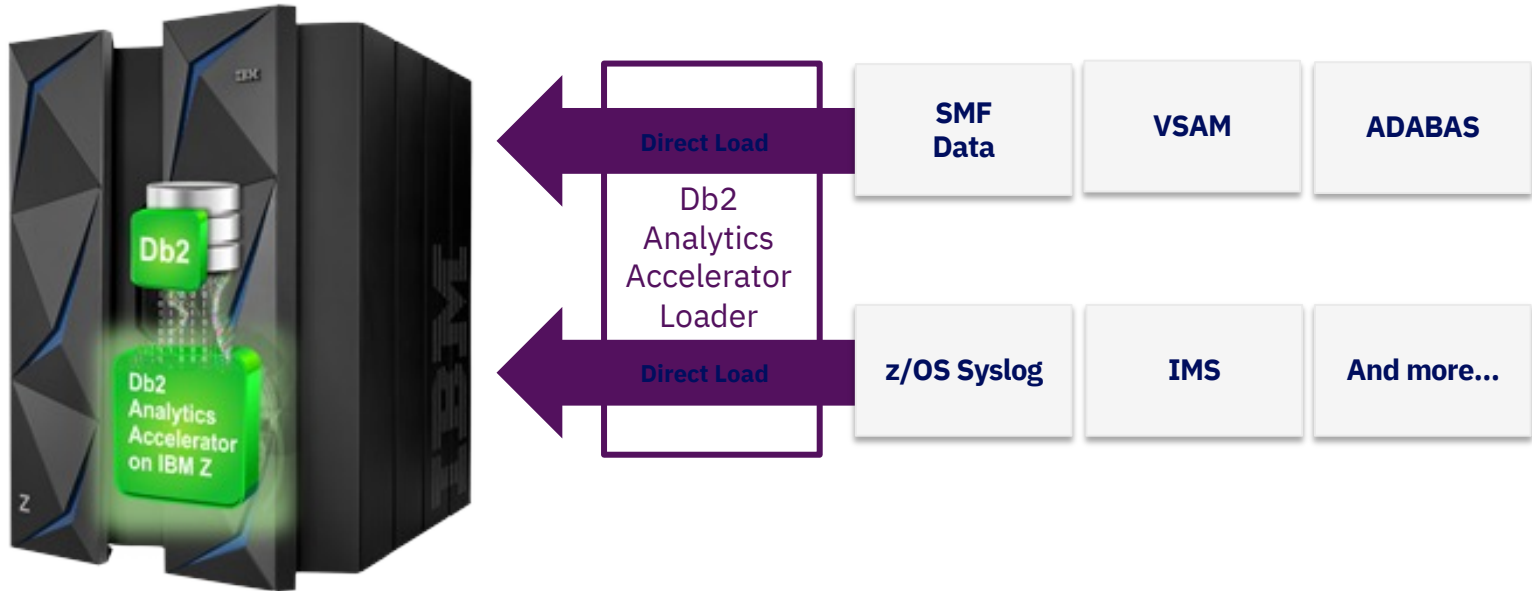 IBM
Db2
Db2
Analytics
Accelerator
on IBM Z
Z
IBM
Direct Load
Db2
Analytics
Accelerator
Loader
Direct Load
SMF
Data
VSAM
ADABAS
z/OS Syslog
IMS
And more...